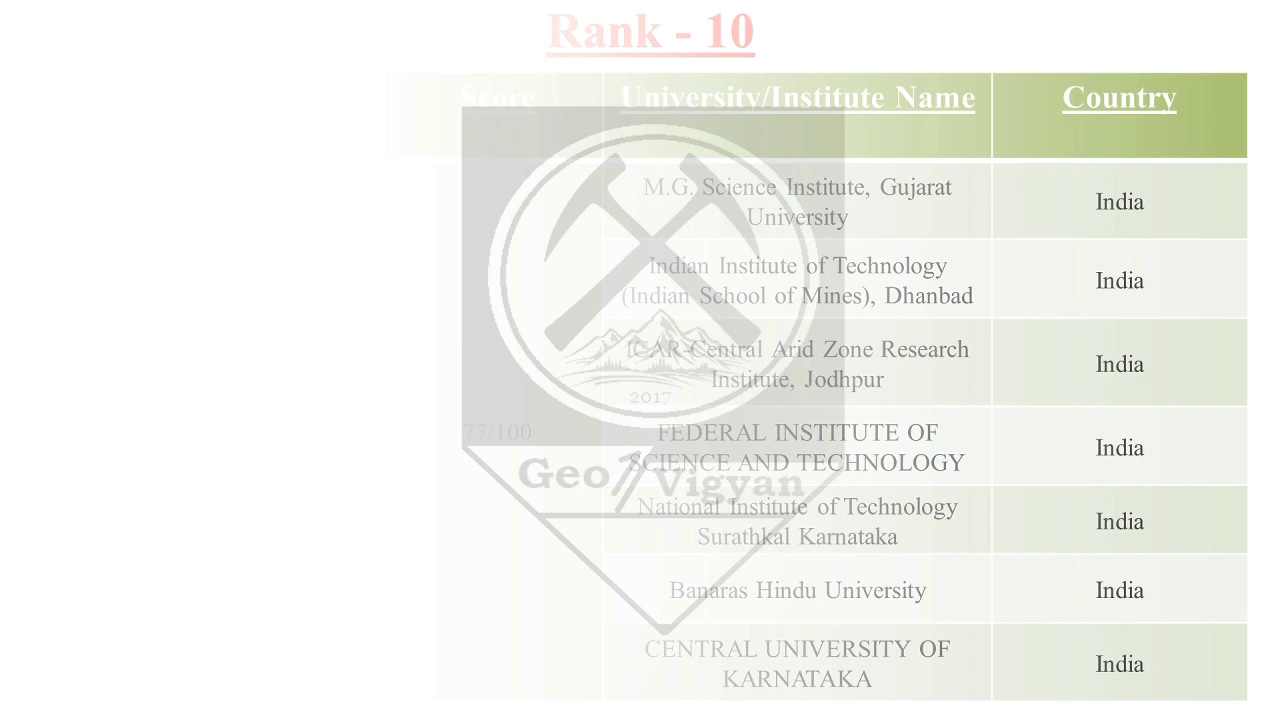 Rank - 10
Score University/Institute Name Country
M.G. Science Institute, Gujarat
University
India
Indian Institute of Technology
(Indian School of Mines), Dhanbad
India
ICAR-Central Arid Zone Research
Institute, Jodhpur
India
2017
77/100
FEDERAL INSTITUTE OF
SCIENCE AND TECHNOLOGY
India
Geo Vigyan
National Institute of Technology
Surathkal Karnataka
India
Banaras Hindu University
India
CENTRAL UNIVERSITY OF
KARNATAKA
India